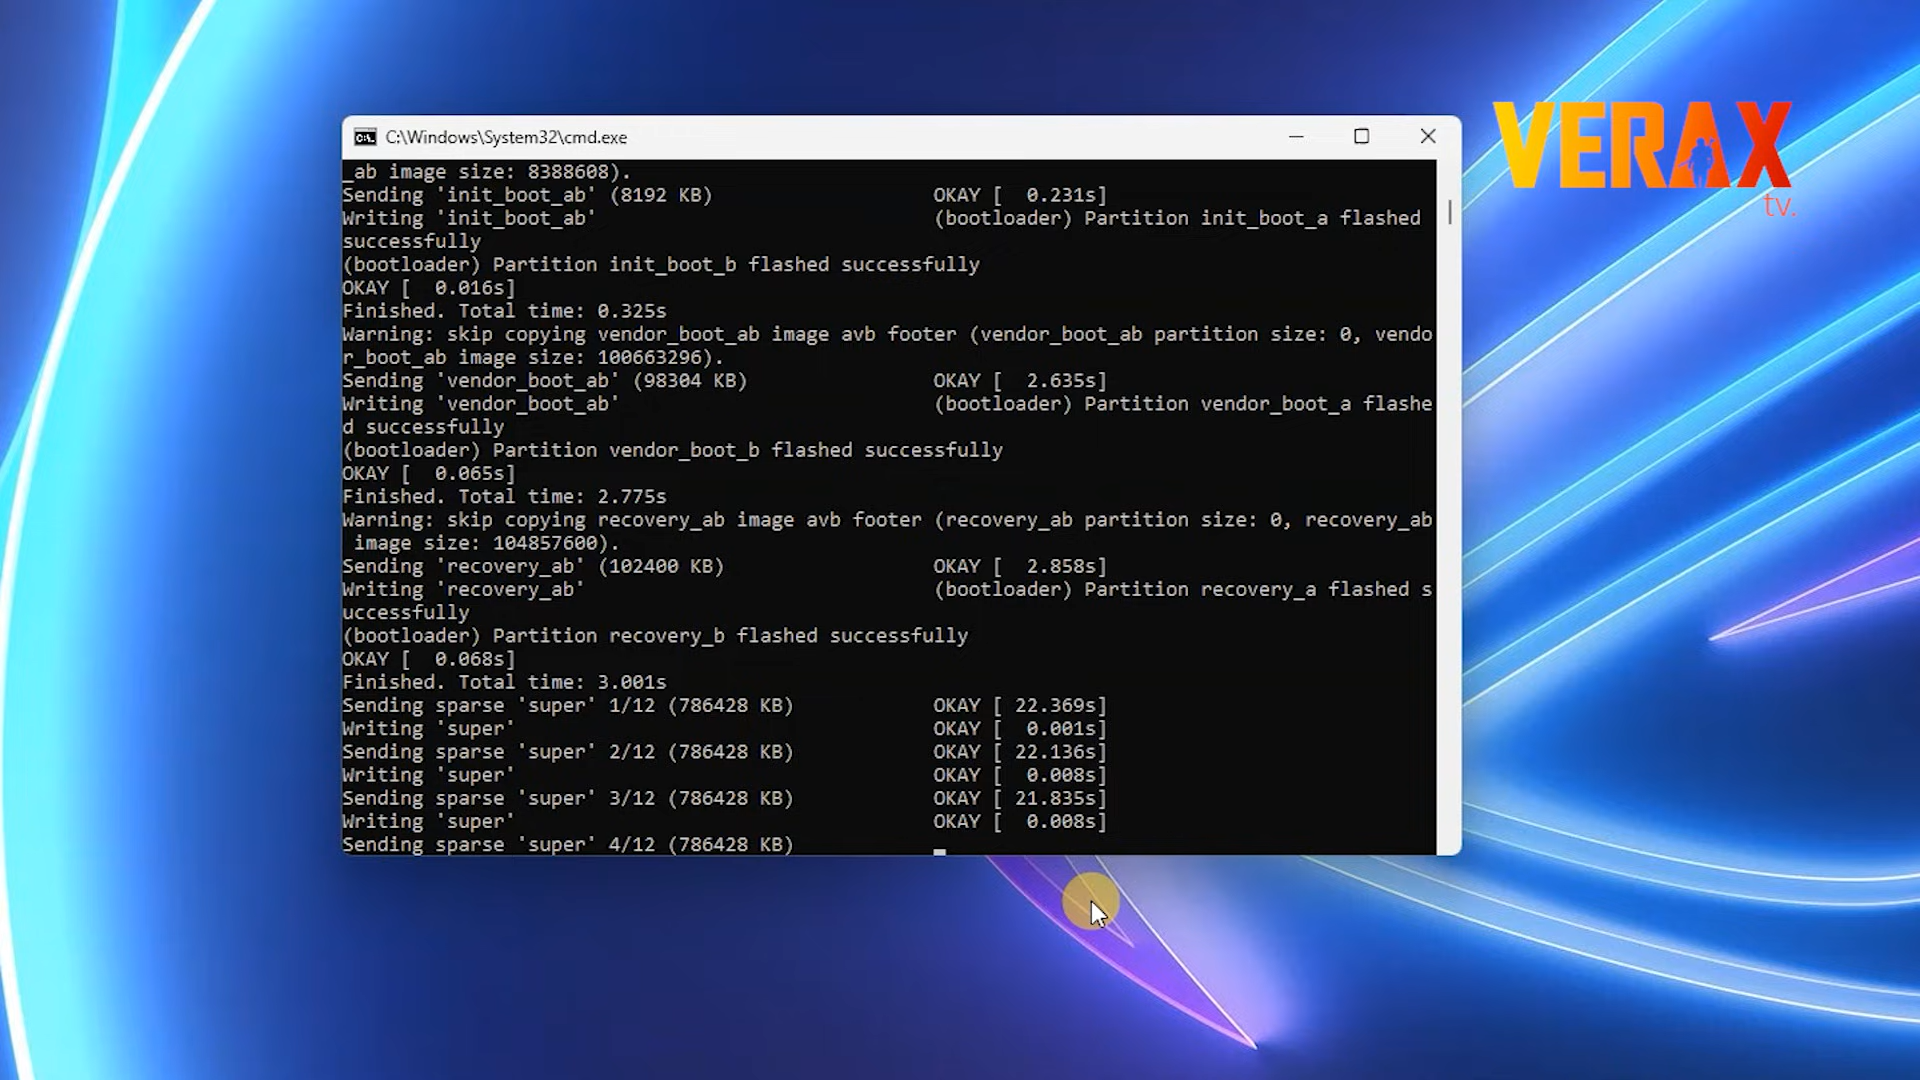 C:\Windows\System32\cmd.exe
_ab image size: 8388608).
Sending 'init_boot_ab' (8192 KB)                   OKAY [  0.231s]
Writing 'init_boot_ab'                             (bootloader) Partition init_boot_a flashed
successfully
(bootloader) Partition init_boot_b flashed successfully
OKAY [  0.016s]
Finished. Total time: 0.325s
Warning: skip copying vendor_boot_ab image avb footer (vendor_boot_ab partition size: 0, vendo
r_boot_ab image size: 100663296).
Sending 'vendor_boot_ab' (98304 KB)                OKAY [  2.635s]
Writing 'vendor_boot_ab'                           (bootloader) Partition vendor_boot_a flashe
d successfully
(bootloader) Partition vendor_boot_b flashed successfully
OKAY [  0.065s]
Finished. Total time: 2.775s
Warning: skip copying recovery_ab image avb footer (recovery_ab partition size: 0, recovery_ab
 image size: 104857600).
Sending 'recovery_ab' (102400 KB)                  OKAY [  2.858s]
Writing 'recovery_ab'                              (bootloader) Partition recovery_a flashed s
uccessfully
(bootloader) Partition recovery_b flashed successfully
OKAY [  0.068s]
Finished. Total time: 3.001s
Sending sparse 'super' 1/12 (786428 KB)            OKAY [ 22.369s]
Writing 'super'                                    OKAY [  0.001s]
Sending sparse 'super' 2/12 (786428 KB)            OKAY [ 22.136s]
Writing 'super'                                    OKAY [  0.008s]
Sending sparse 'super' 3/12 (786428 KB)            OKAY [ 21.835s]
Writing 'super'                                    OKAY [  0.008s]
Sending sparse 'super' 4/12 (786428 KB)
VERAX
tv.